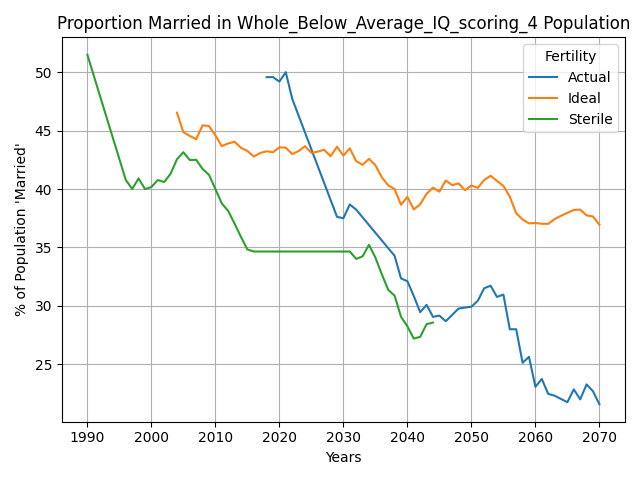 Proportion Married in Whole_Below_Average_IQ_scoring_4 Population
Fertility
Actual
Ideal
Sterile
% of Population 'Married'
50
45
40
35
30
25
1990 2000 2010 2020 2030 2040 2050 2060 2070
Years